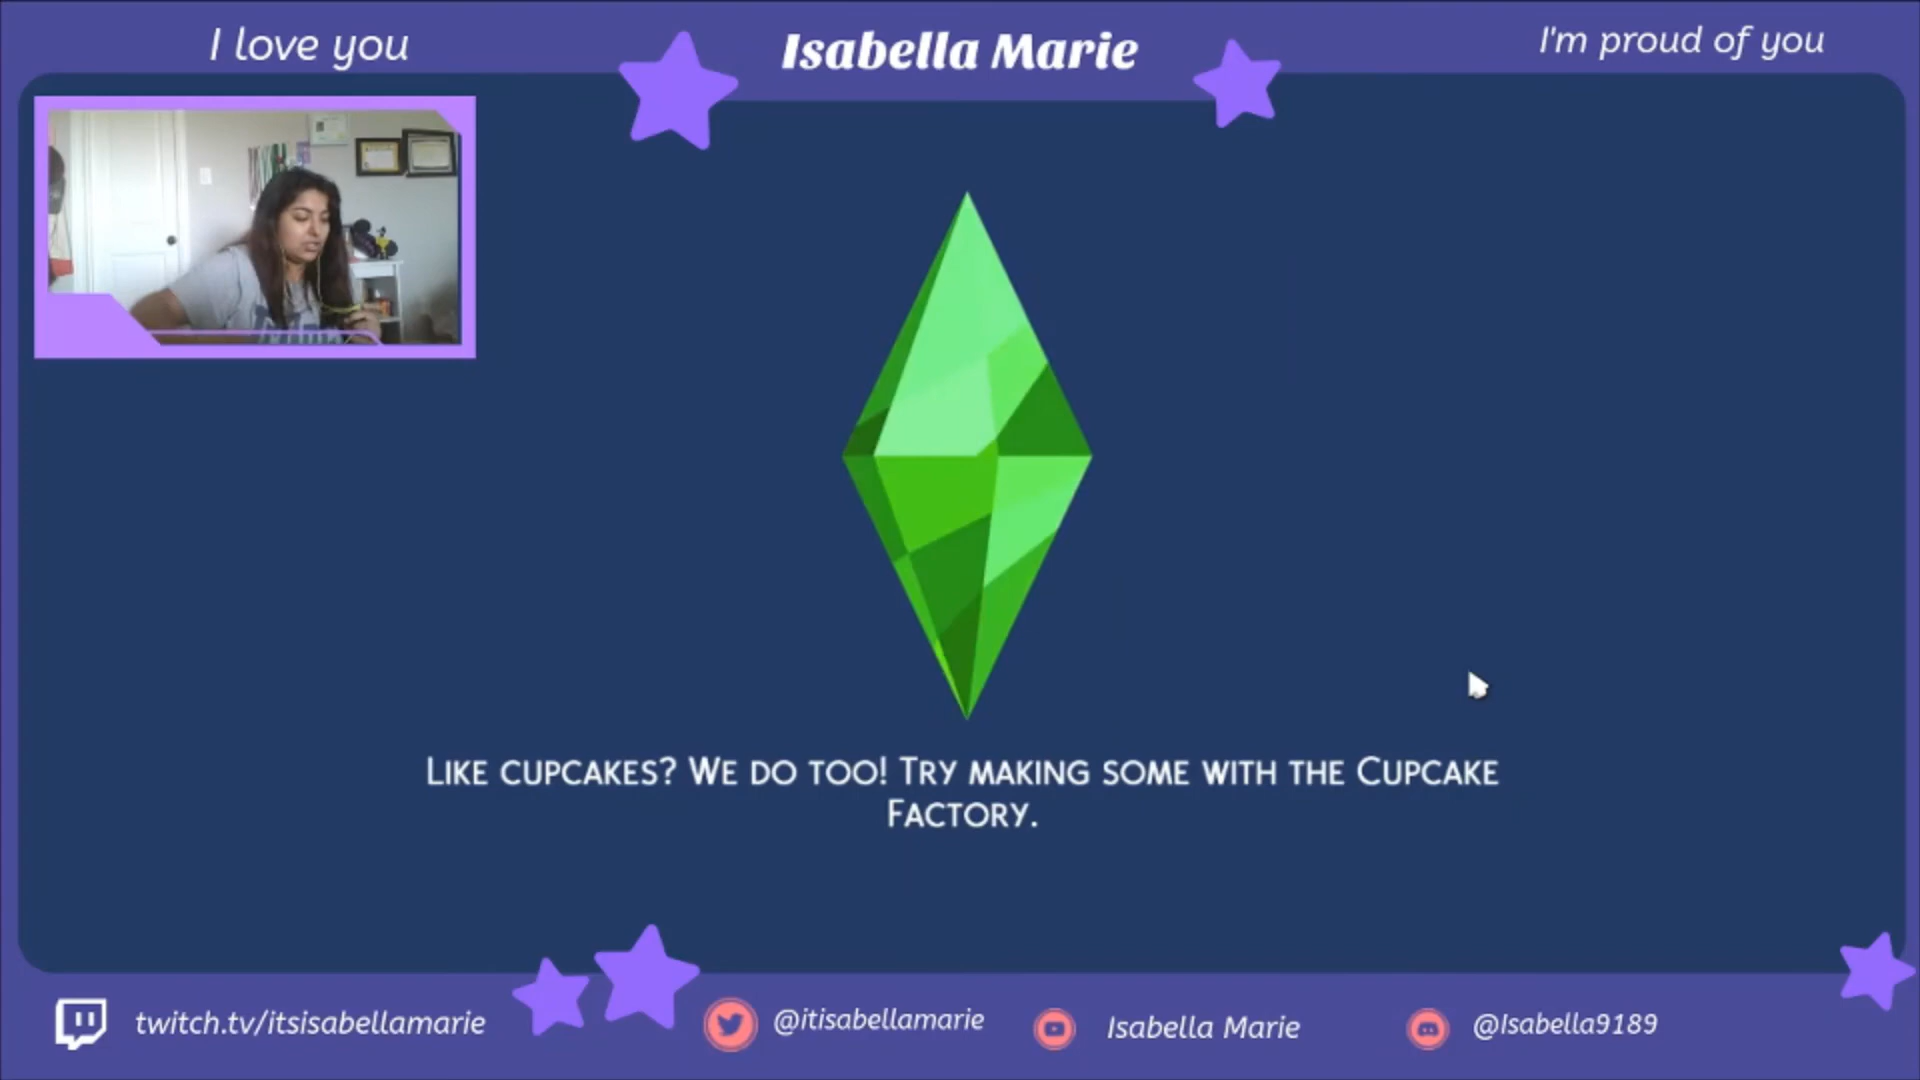 I love you
Isabella Marie
I'm proud of you
Like cupcakes? We do too! Try making some with the Cupcake
Factory.
twitch.tv/itsisabellamarie
@itisabellamarie
Isabella Marie
@Isabella9189